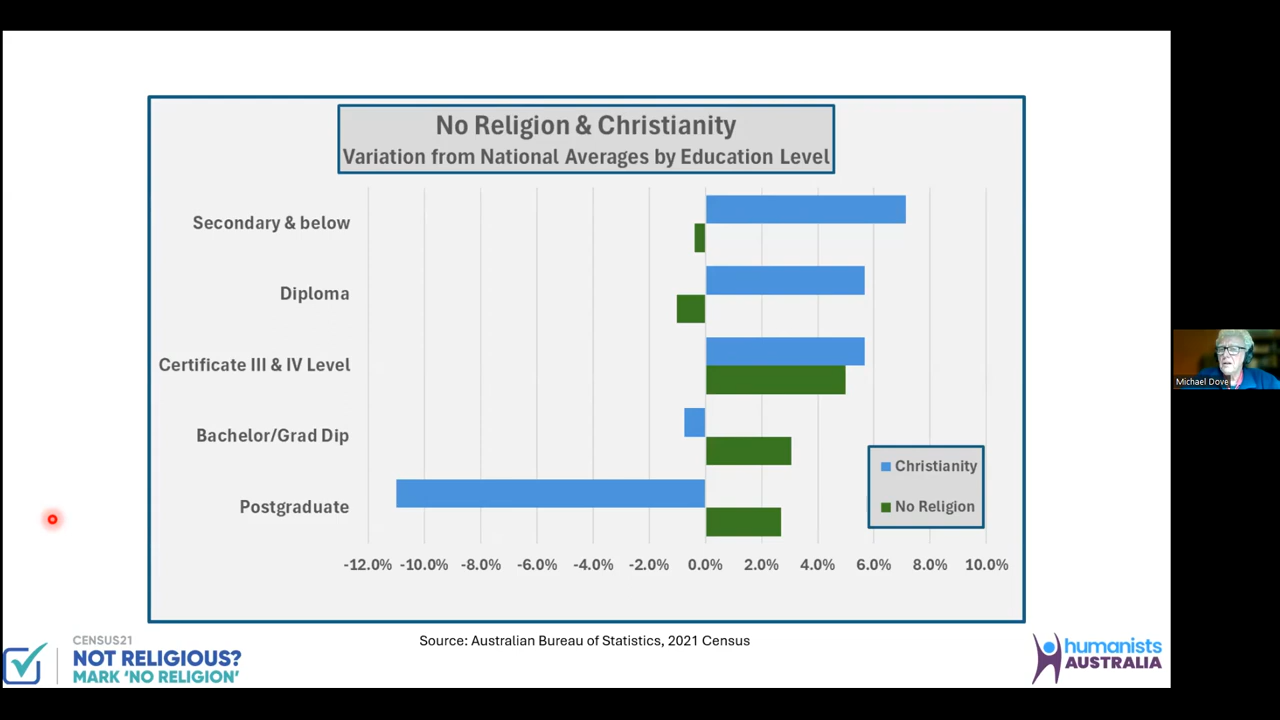 No Religion & Christianity
Variation from National Averages by Education Level
Secondary & below
Diploma
Certificate III & IV Level
Bachelor/Grad Dip
Postgraduate
Christianity
No Religion
-12.0% -10.0% -8.0% -6.0% -4.0% -2.0% 0.0% 2.0% 4.0% 6.0% 8.0% 10.0%
Michael Dove
Source: Australian Bureau of Statistics, 2021 Census
CENSUS21
NOT RELIGIOUS?
MARK ‘NO RELIGION’
humanists
AUSTRALIA